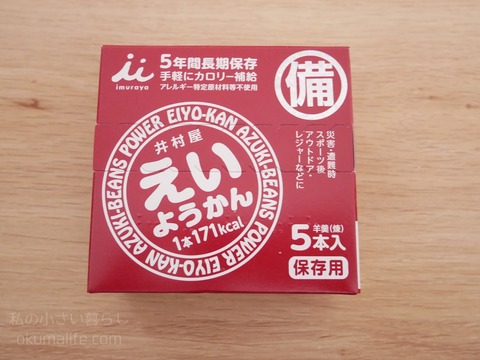 imuraya
5年間長期保存
手軽にカロリー補給
アレルギー特定原材料等不使用
備
災害・遭難時
スポーツ後
アウトドア・
レジャーなどに
井村屋
えい
ようかん
1本171kcal
AZUKI-BEANS POWER EIYO-KAN AZUKI-BEANS POWER EIYO-KAN
羊羹(煉)
5本入
保存用
私の小さい暮らし
okumalife.com